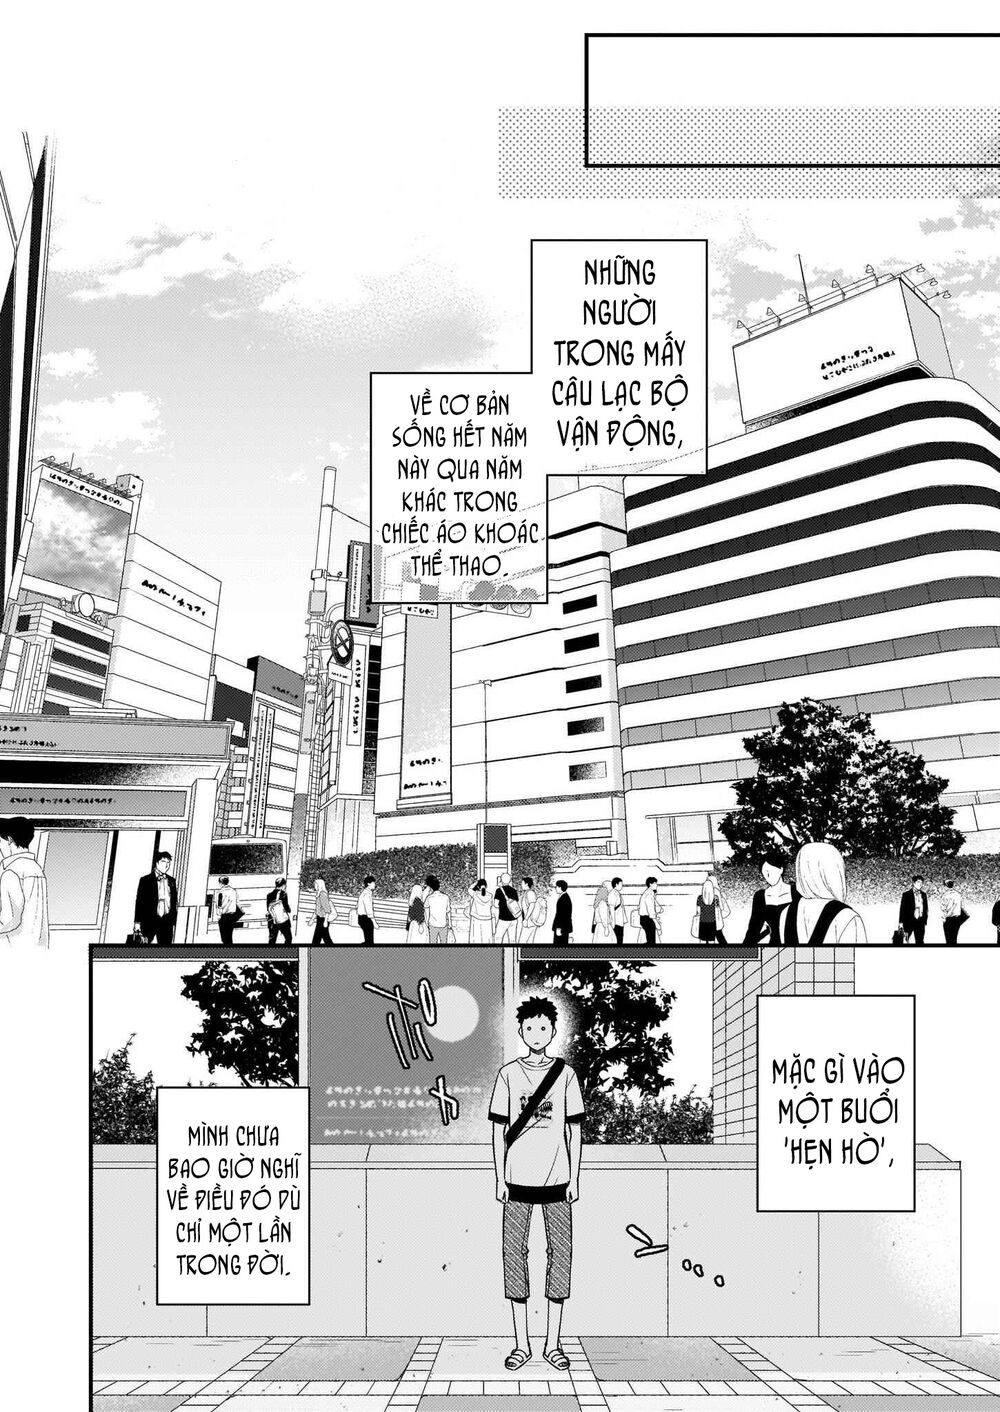 NHỮNG
NGƯỜI
TRONG MẤY
CÂU LẠC BỘ
VẬN ĐỘNG,
VỀ CƠ BẢN
SỐNG HẾT NĂM
NÀY QUA NĂM
KHÁC TRONG
CHIẾC ÁO KHOÁC
THỂ THAO.
MẶC GÌ VÀO
MỘT BUỔI
'HẸN HÒ',
MÌNH CHƯA
BAO GIỜ NGHĨ
VỀ ĐIỀU ĐÓ DÙ
CHỈ MỘT LẦN
TRONG ĐỜI.